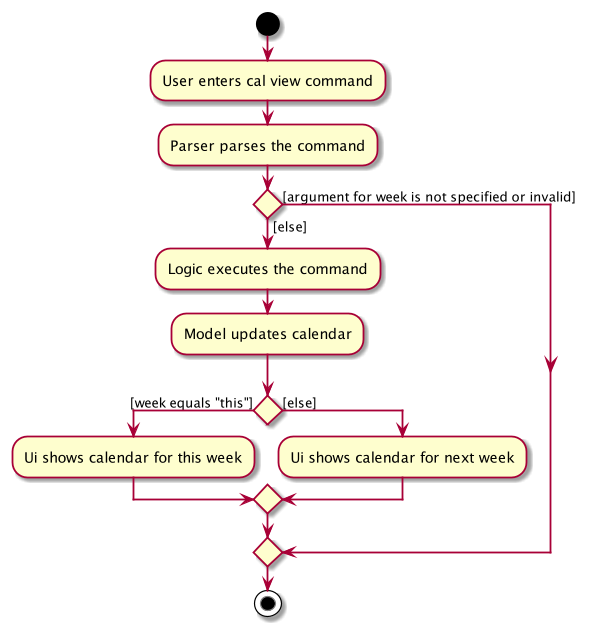 User enters cal view command
Parser parses the command
[argument for week is not specified or invalid]
[else]
Logic executes the command
Model updates calendar
[week equals "this"]
[else]
Ui shows calendar for this week
Ui shows calendar for next week